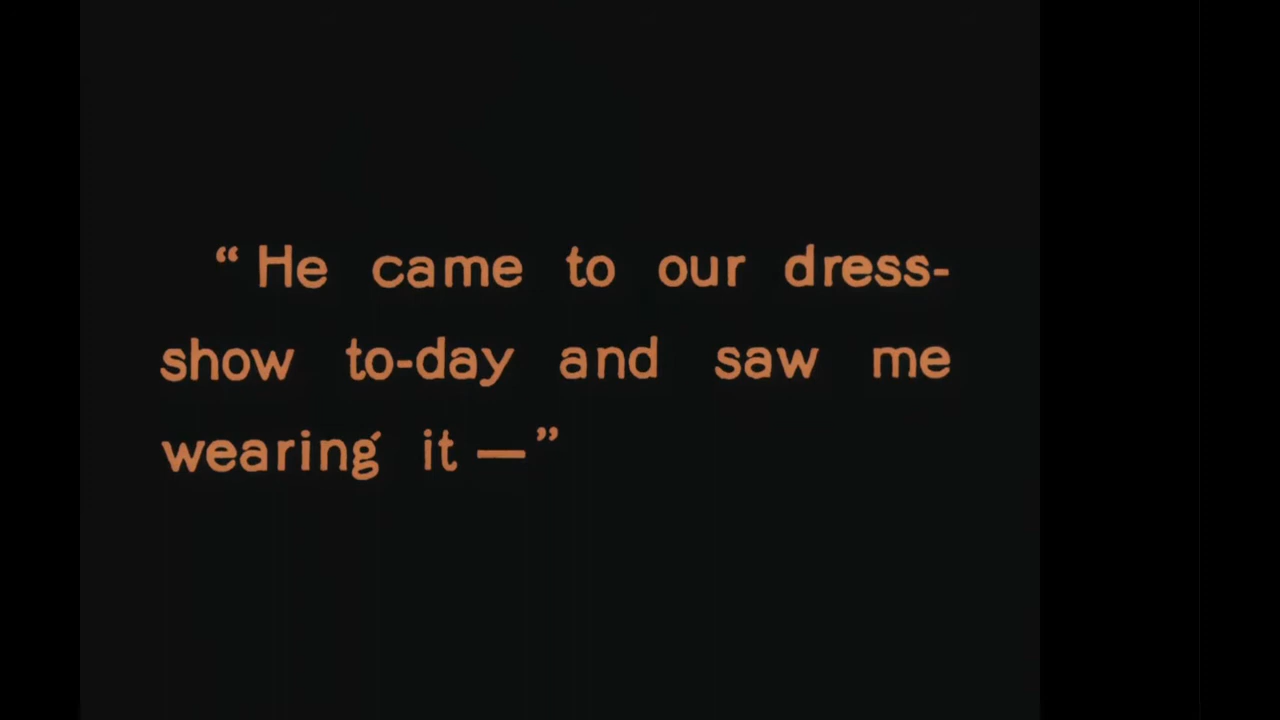 “ He came to our dress-
show to-day and saw me
wearing it —”